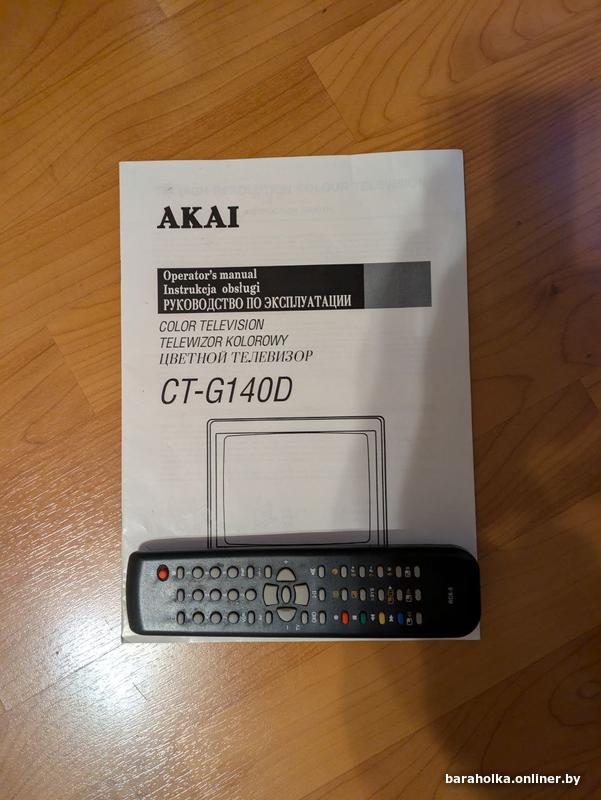 AKAI
Operator's manual
Instrukcja obsługi
РУКОВОДСТВО ПО ЭКСПЛУАТАЦИИ
COLOR TELEVISION
TELEWIZOR KOLOROWY
ЦВЕТНОЙ ТЕЛЕВИЗОР
CT-G140D
baraholka.onliner.by